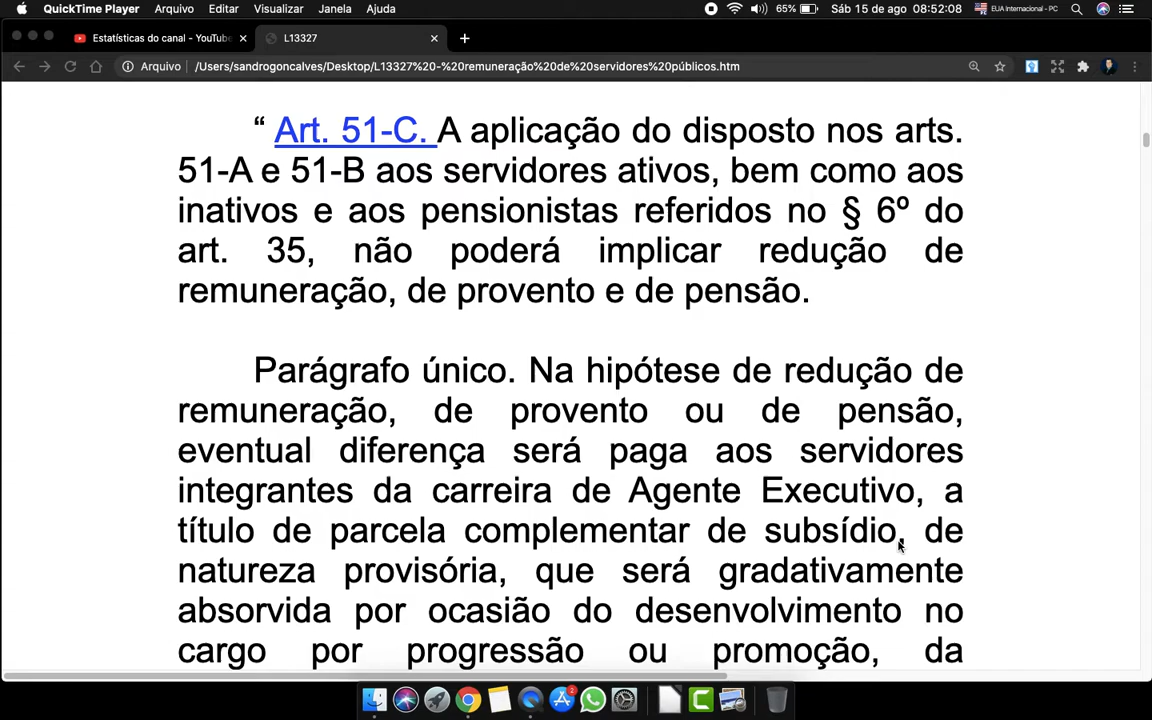 QuickTime Player Arquivo Editar Visualizar Janela Ajuda 65% Sáb 15 de ago 08:52:08 EUA Internacional - PC
Estatísticas do canal - YouTube L13327
Arquivo /Users/sandrogoncalves/Desktop/L13327%20-%20remuneração%20de%20servidores%20públicos.htm
“ Art. 51-C. A aplicação do disposto nos arts.
51-A e 51-B aos servidores ativos, bem como aos
inativos e aos pensionistas referidos no § 6º do
art. 35, não poderá implicar redução de
remuneração, de provento e de pensão.
Parágrafo único. Na hipótese de redução de
remuneração, de provento ou de pensão,
eventual diferença será paga aos servidores
integrantes da carreira de Agente Executivo, a
título de parcela complementar de subsídio, de
natureza provisória, que será gradativamente
absorvida por ocasião do desenvolvimento no
cargo por progressão ou promoção, da
2